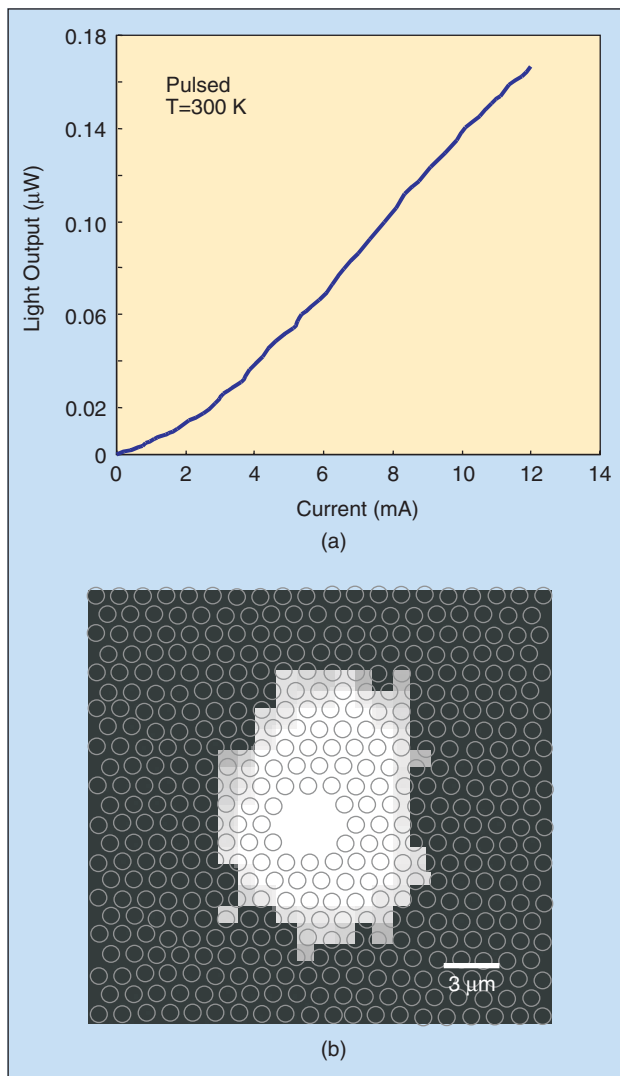 0.18
0.14
0.10
0.06
0.02
0
Light Output (μW)
Pulsed
T=300 K
0 2 4 6 8 10 12 14
Current (mA)
(a)
3 μm
(b)